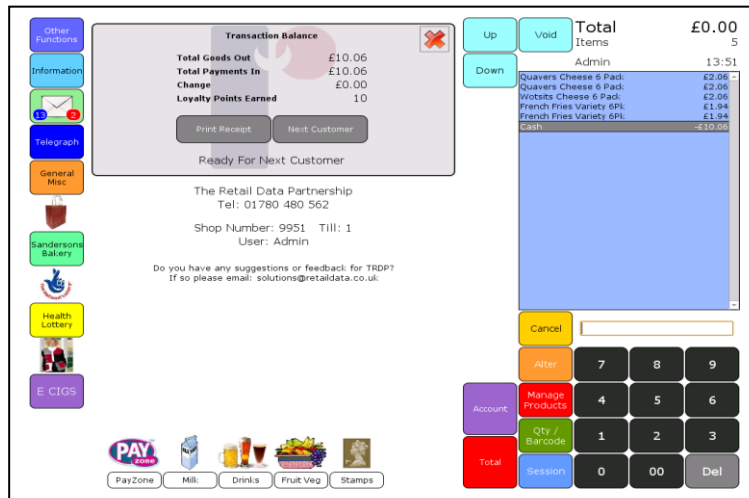 Other
Functions
Information
13
2
Telegraph
General
Misc
Sandersons
Bakery
Health
Lottery
E CIGS
Transaction Balance
Total Goods Out £10.06
Total Payments In £10.06
Change £0.00
Loyalty Points Earned 10
Print Receipt Next Customer
Ready For Next Customer
The Retail Data Partnership
Tel: 01780 480 562
Shop Number: 9951 Till: 1
User: Admin
Do you have any suggestions or feedback for TRDP?
If so please email: solutions@retaildata.co.uk
PAY
zone
PayZone Milk Drinks Fruit Veg Stamps
Up Void
Down
Total £0.00
Items 5
Admin 13:51
Quavers Cheese 6 Pack £2.06
Quavers Cheese 6 Pack £2.06
Wotsits Cheese 6 Pack £2.06
French Fries Variety 6Pk £1.94
French Fries Variety 6Pk £1.94
Cash -£10.06
Cancel
Alter 7 8 9
Account
Manage
Products
4 5 6
Qty /
Barcode
1 2 3
Total
Session 0 00 Del